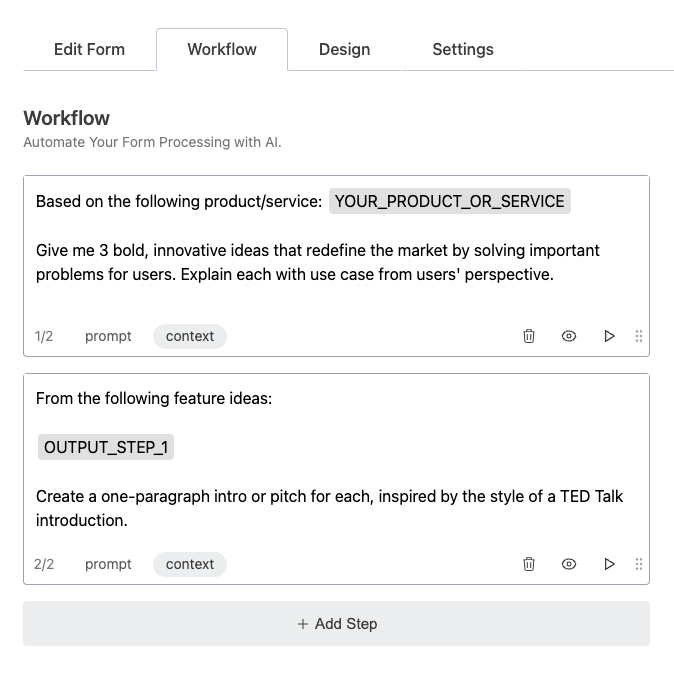 Edit Form Workflow Design Settings
Workflow
Automate Your Form Processing with AI.
Based on the following product/service: YOUR_PRODUCT_OR_SERVICE
Give me 3 bold, innovative ideas that redefine the market by solving important
problems for users. Explain each with use case from users' perspective.
1/2 prompt context
From the following feature ideas:
OUTPUT_STEP_1
Create a one-paragraph intro or pitch for each, inspired by the style of a TED Talk
introduction.
2/2 prompt context
+ Add Step